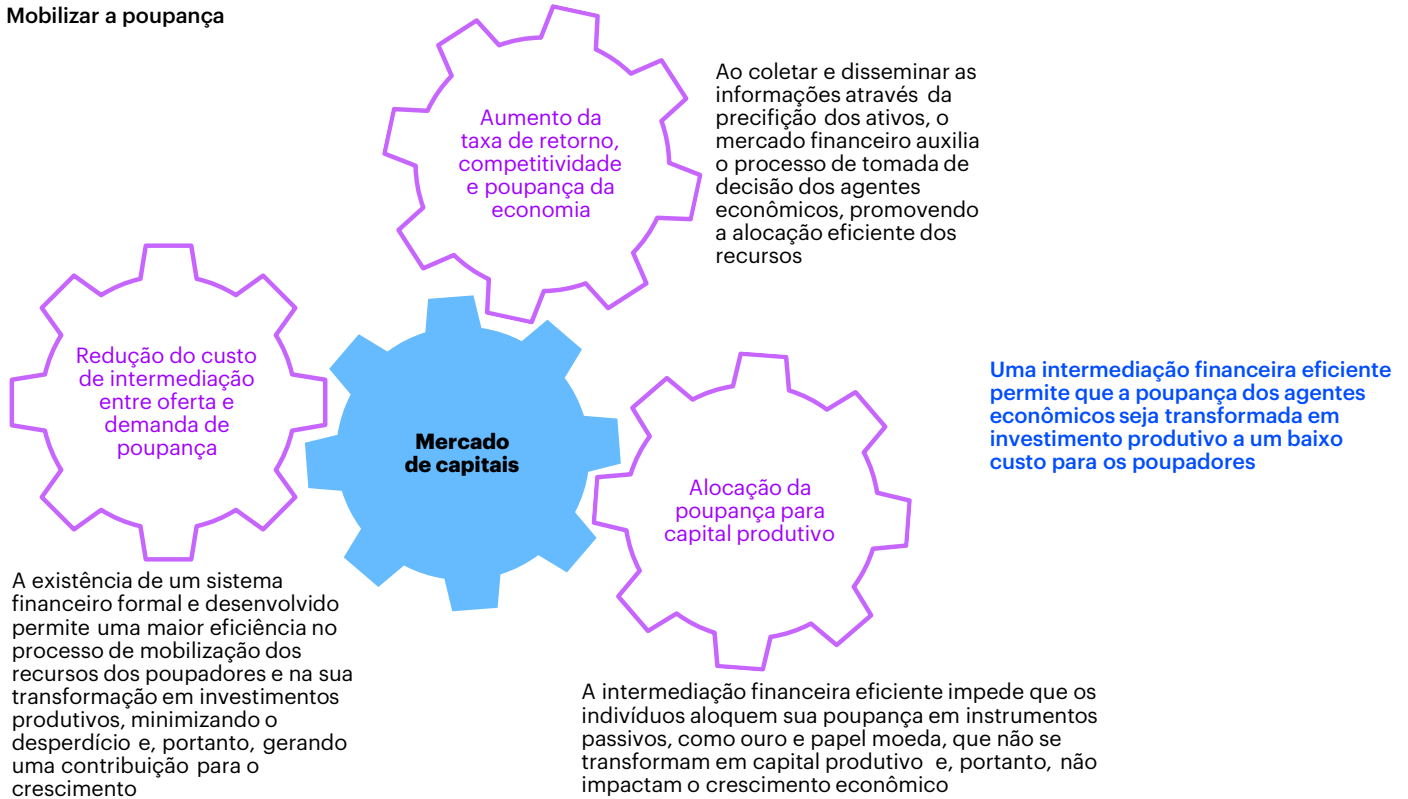 Mobilizar a poupança
Aumento da
taxa de retorno,
competitividade
e poupança da
economia
Ao coletar e disseminar as
informações através da
precifição dos ativos, o
mercado financeiro auxilia
o processo de tomada de
decisão dos agentes
econômicos, promovendo
a alocação eficiente dos
recursos
Redução do custo
de intermediação
entre oferta e
demanda de
poupança
Mercado
de capitais
Alocação da
poupança para
capital produtivo
Uma intermediação financeira eficiente
permite que a poupança dos agentes
econômicos seja transformada em
investimento produtivo a um baixo
custo para os poupadores
A existência de um sistema
financeiro formal e desenvolvido
permite uma maior eficiência no
processo de mobilização dos
recursos dos poupadores e na sua
transformação em investimentos
produtivos, minimizando o
desperdício e, portanto, gerando
uma contribuição para o
crescimento
A intermediação financeira eficiente impede que os
indivíduos aloquem sua poupança em instrumentos
passivos, como ouro e papel moeda, que não se
transformam em capital produtivo e, portanto, não
impactam o crescimento econômico